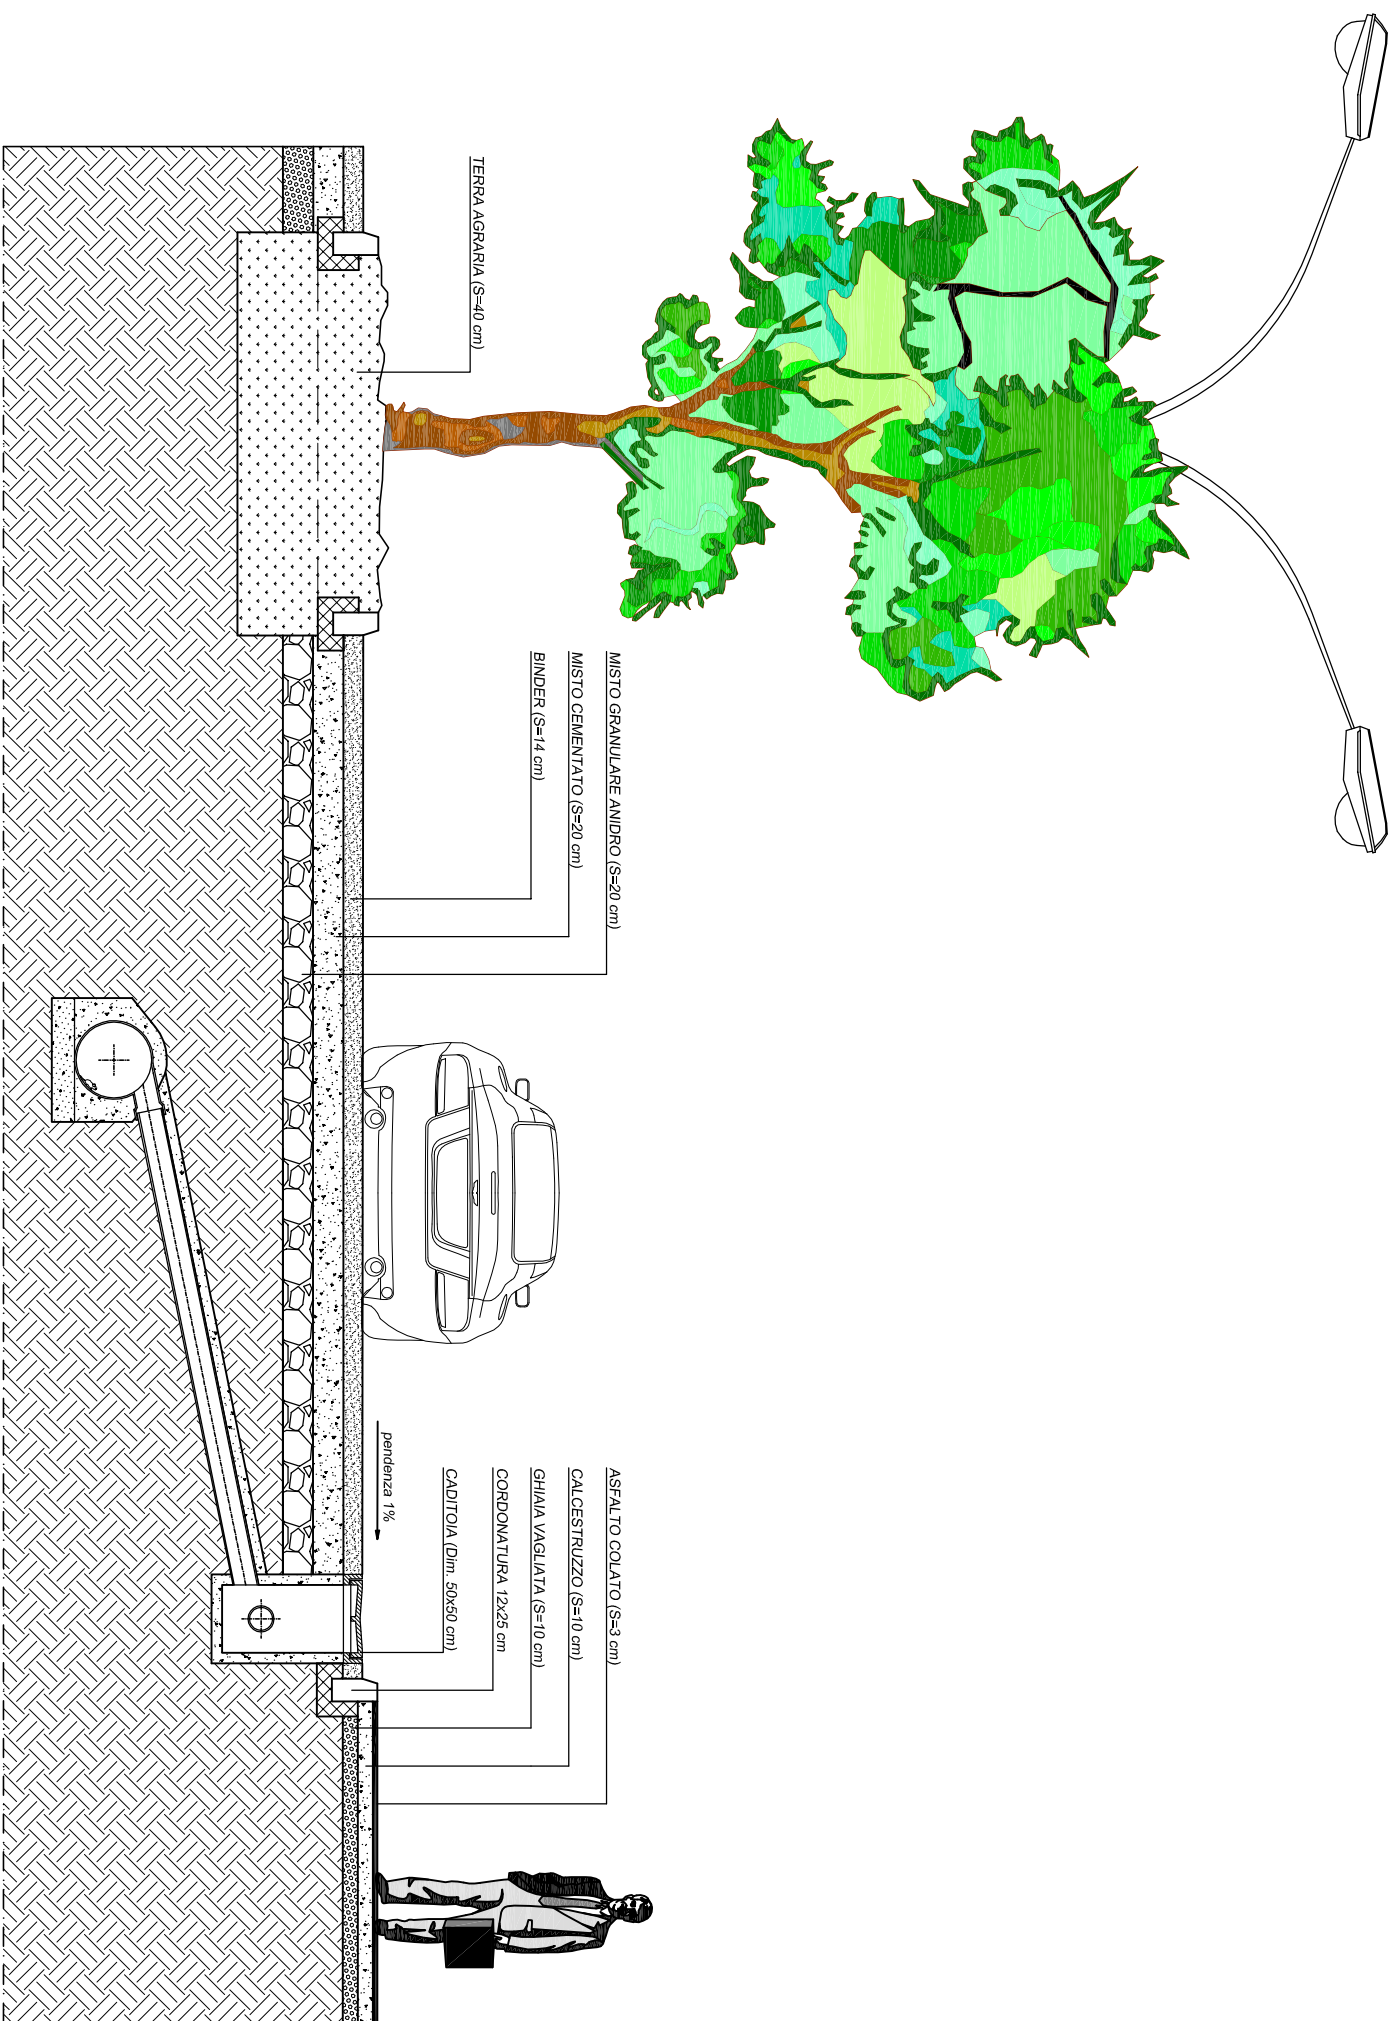 TERRA AGRARIA (S=40 cm)
MISTO GRANULARE ANIDRO (S=20 cm)
MISTO CEMENTATO (S=20 cm)
BINDER (S=14 cm)
pendenza 1%
ASFALTO COLATO (S=3 cm)
CALCESTRUZZO (S=10 cm)
GHIAIA VAGLIATA (S=10 cm)
CORDONATURA 12x25 cm
CADITOIA (Dim. 50x50 cm)